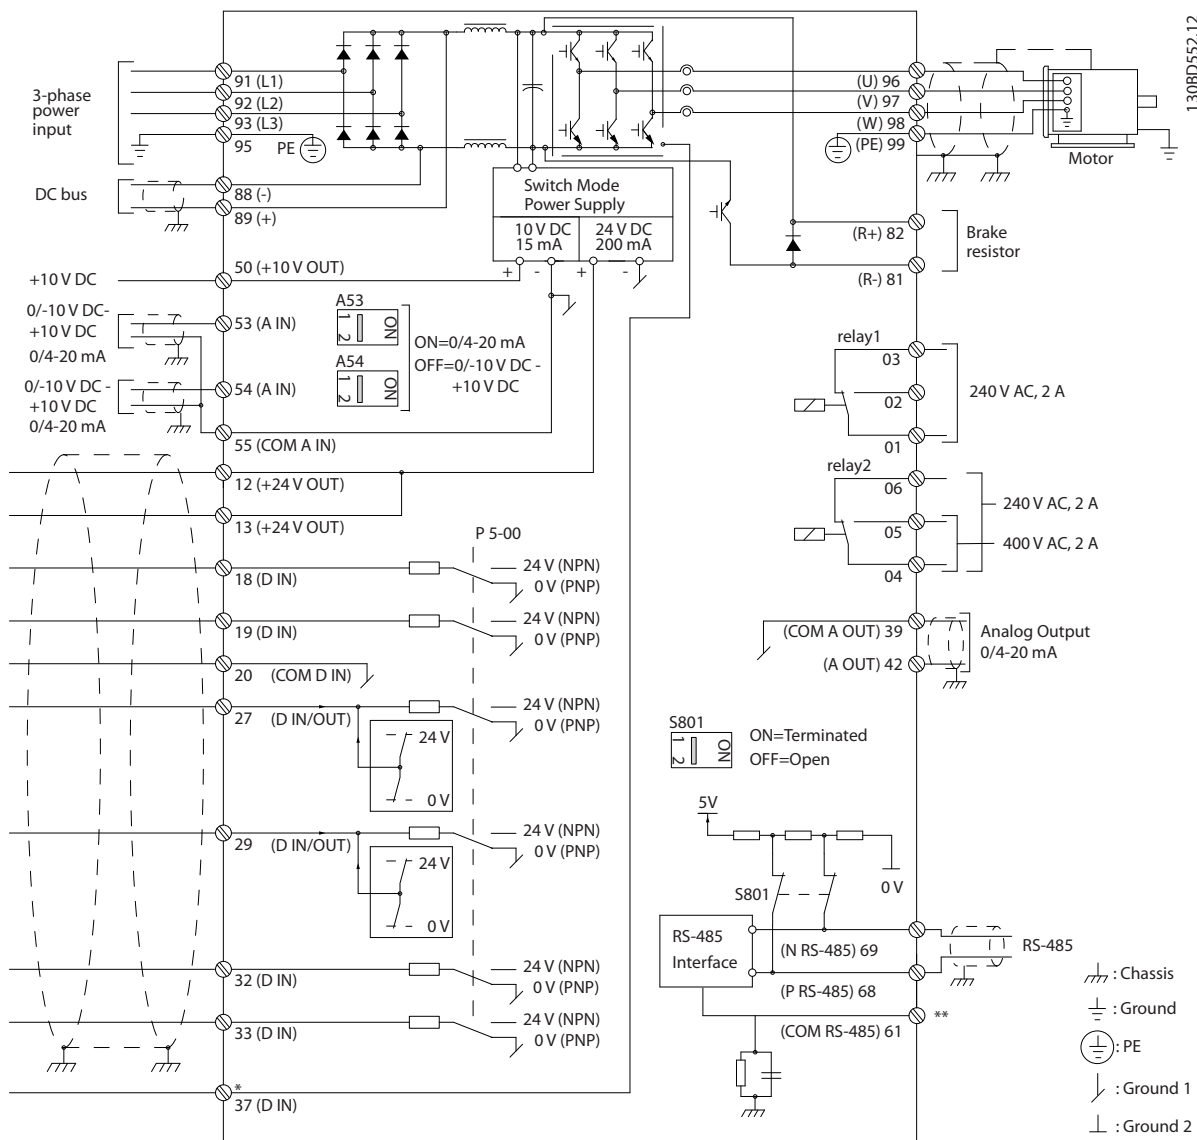 130BD552.12
3-phase
power
input
91 (L1)
92 (L2)
93 (L3)
95
PE
(U) 96
(V) 97
(W) 98
(PE) 99
Motor
DC bus
88 (-)
89 (+)
Switch Mode
Power Supply
10 V DC
15 mA
24 V DC
200 mA
+
-
+
-
(R+) 82
Brake
resistor
(R-) 81
+10 V DC
50 (+10 V OUT)
0/-10 V DC-
+10 V DC
0/4-20 mA
53 (A IN)
A53
1
2
ON
A54
1
2
ON
ON=0/4-20 mA
OFF=0/-10 V DC -
+10 V DC
0/-10 V DC -
+10 V DC
0/4-20 mA
54 (A IN)
55 (COM A IN)
relay1
03
02
01
240 V AC, 2 A
relay2
06
05
04
240 V AC, 2 A
400 V AC, 2 A
12 (+24 V OUT)
13 (+24 V OUT)
P 5-00
18 (D IN)
24 V (NPN)
0 V (PNP)
19 (D IN)
24 V (NPN)
0 V (PNP)
20
(COM D IN)
27
(D IN/OUT)
24 V (NPN)
0 V (PNP)
24 V
0 V
29
(D IN/OUT)
24 V (NPN)
0 V (PNP)
24 V
0 V
32 (D IN)
24 V (NPN)
0 V (PNP)
33 (D IN)
24 V (NPN)
0 V (PNP)
*
37 (D IN)
(COM A OUT) 39
(A OUT) 42
Analog Output
0/4-20 mA
S801
1
2
ON
ON=Terminated
OFF=Open
5V
0 V
S801
RS-485
Interface
(N RS-485) 69
(P RS-485) 68
(COM RS-485) 61
RS-485
**
: Chassis
: Ground
: PE
: Ground 1
: Ground 2